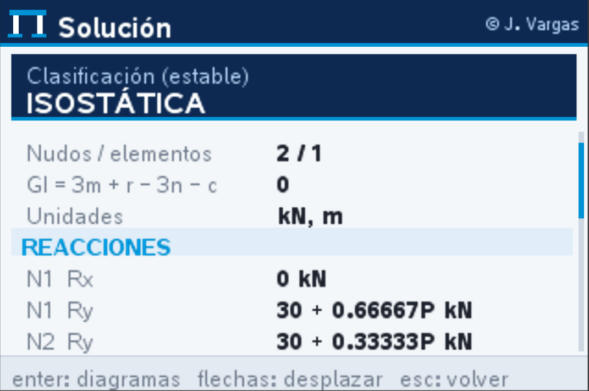 Solución
© J. Vargas
Clasificación (estable)
ISOSTÁTICA
Nudos / elementos 2 / 1
GI = 3m + r − 3n − c 0
Unidades kN, m
REACCIONES
N1 Rx 0 kN
N1 Ry 30 + 0.66667P kN
N2 Ry 30 + 0.33333P kN
enter: diagramas flechas: desplazar esc: volver